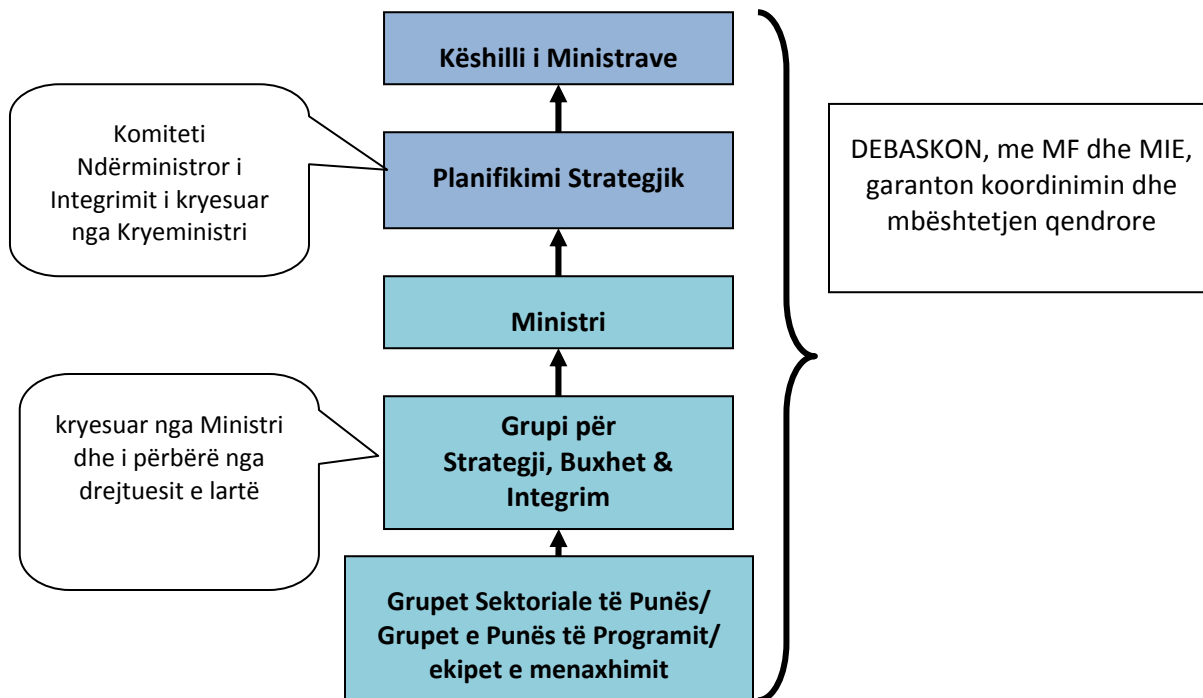 Këshilli i Ministrave
Komiteti
Ndërministror i
Integrimit i kryesuar
nga Kryeministri
Planifikimi Strategjik
DEBASKON, me MF dhe MIE,
garanton koordinimin dhe
mbështetjen qendrore
Ministri
kryesuar nga Ministri
dhe i përbërë nga
drejtuesit e lartë
Grupi për
Strategji, Buxhet &
Integrim
Grupet Sektoriale të Punës/
Grupet e Punës të Programit/
ekipet e menaxhimit